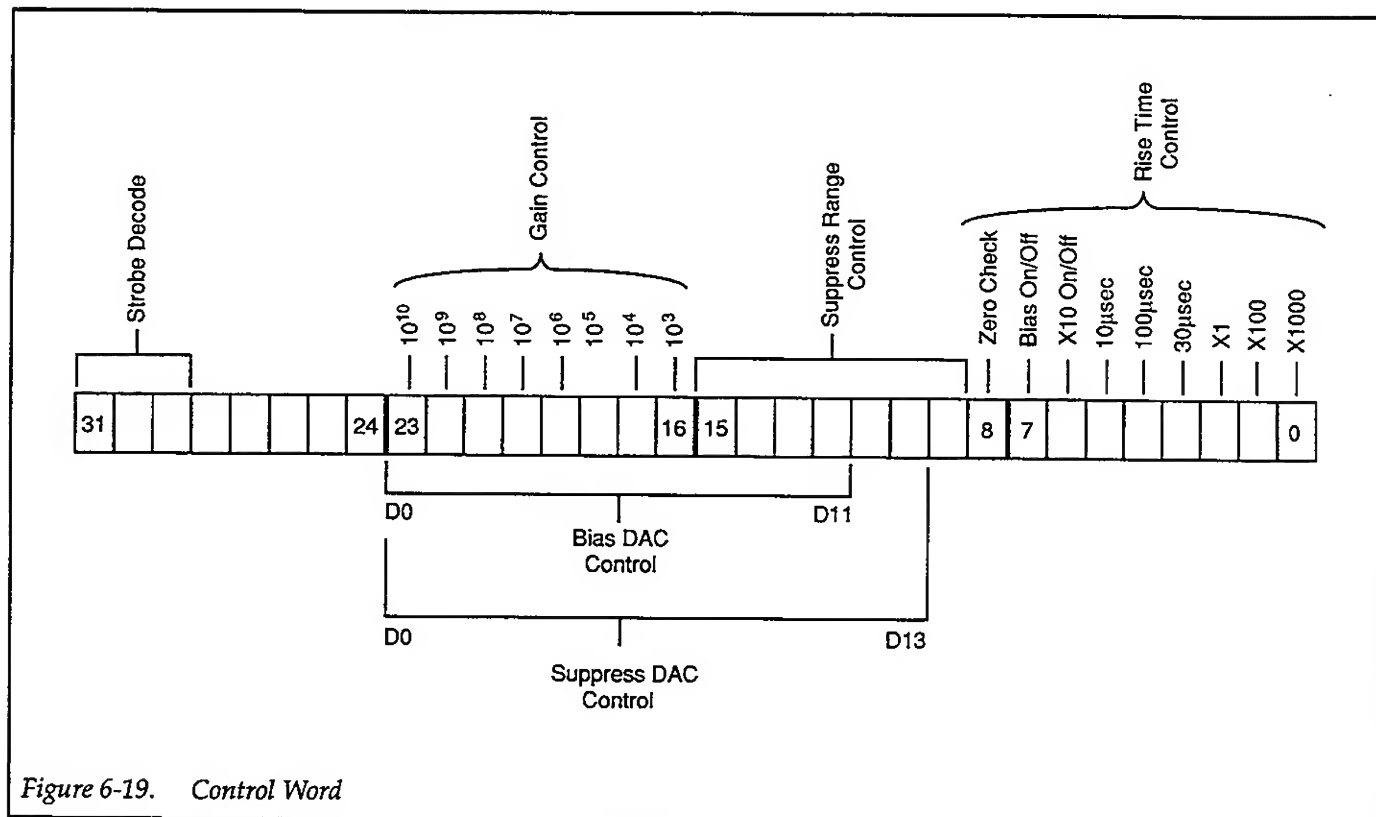 Strobe Decode
Gain Control
Suppress Range
Control
Rise Time
Control
10¹⁰
10⁹
10⁸
10⁷
10⁶
10⁵
10⁴
10³
Zero Check
Bias On/Off
X10 On/Off
10µsec
100µsec
30µsec
X1
X100
X1000
31 24 23 16 15 8 7 0
D0 D11
Bias DAC
Control
D0 D13
Suppress DAC
Control
Figure 6-19. Control Word